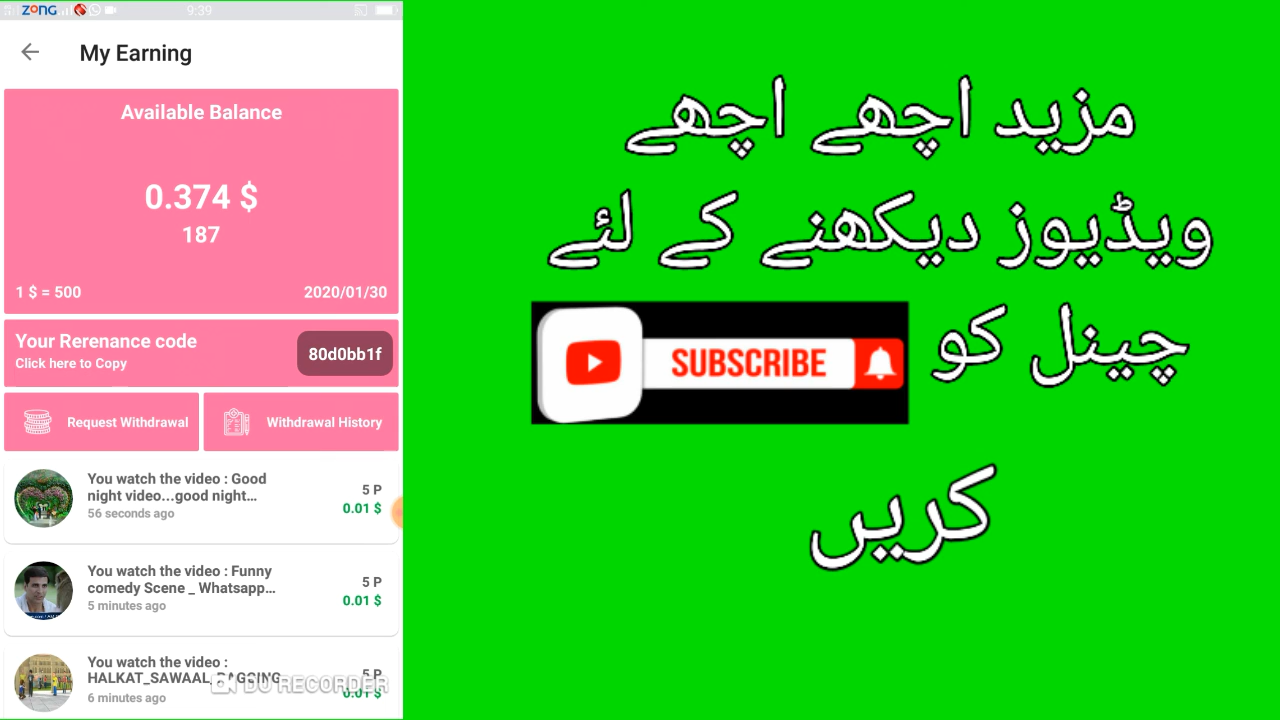 ZONG 9:39
My Earning
Available Balance
0.374 $
187
1 $ = 500 2020/01/30
Your Rerenance code
Click here to Copy
80d0bb1f
Request Withdrawal Withdrawal History
You watch the video : Good
night video...good night...
56 seconds ago
5 P
0.01 $
You watch the video : Funny
comedy Scene _ Whatsapp...
5 minutes ago
5 P
0.01 $
You watch the video :
HALKAT_SAWAAL_RAGGING
6 minutes ago
5 P
0.01 $
DU RECORDER
مزید اچھے اچھے
ویڈیوز دیکھنے کے لئے
چینل کو
SUBSCRIBE
کریں